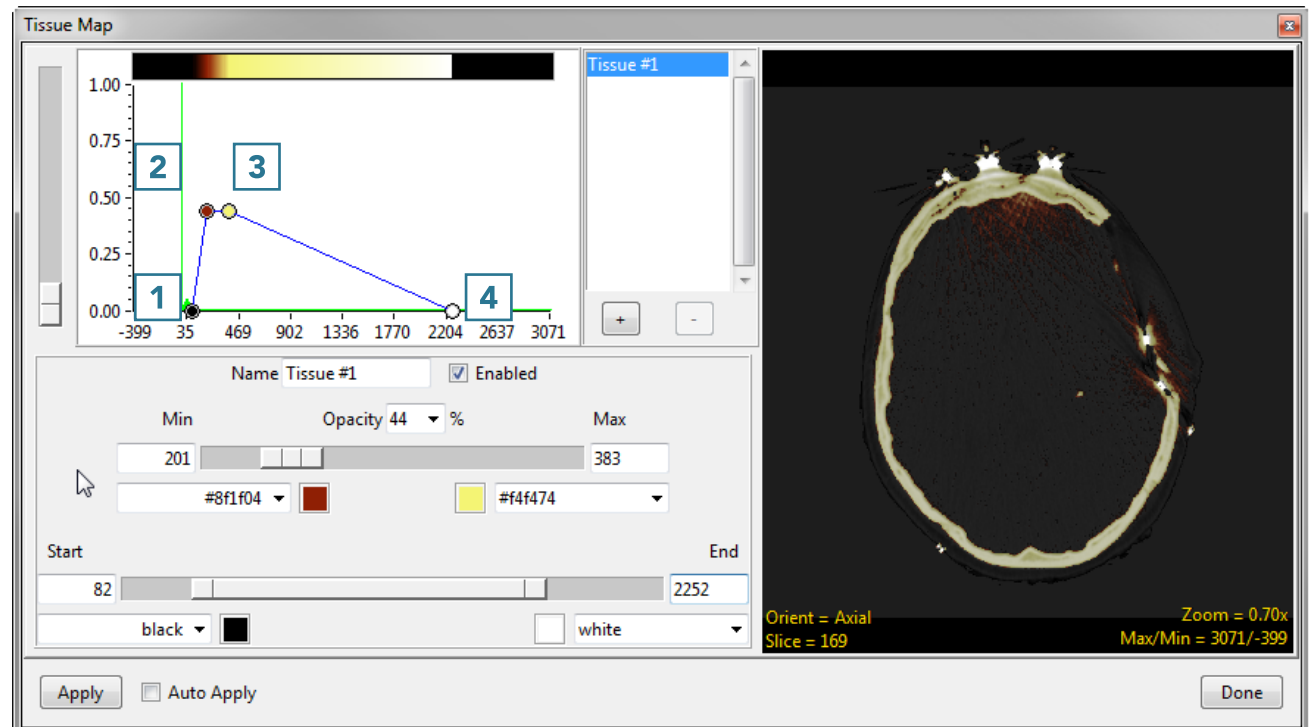 Tissue Map
1.00
0.75
0.50
0.25
0.00
-399 35 469 902 1336 1770 2204 2637 3071
1
2
3
4
Tissue #1
+ -
Name Tissue #1 Enabled
Min Opacity 44 % Max
201 383
#8f1f04 #f4f474
Start End
82 2252
black white
Orient = Axial
Slice = 169
Zoom = 0.70x
Max/Min = 3071/-399
Apply Auto Apply Done